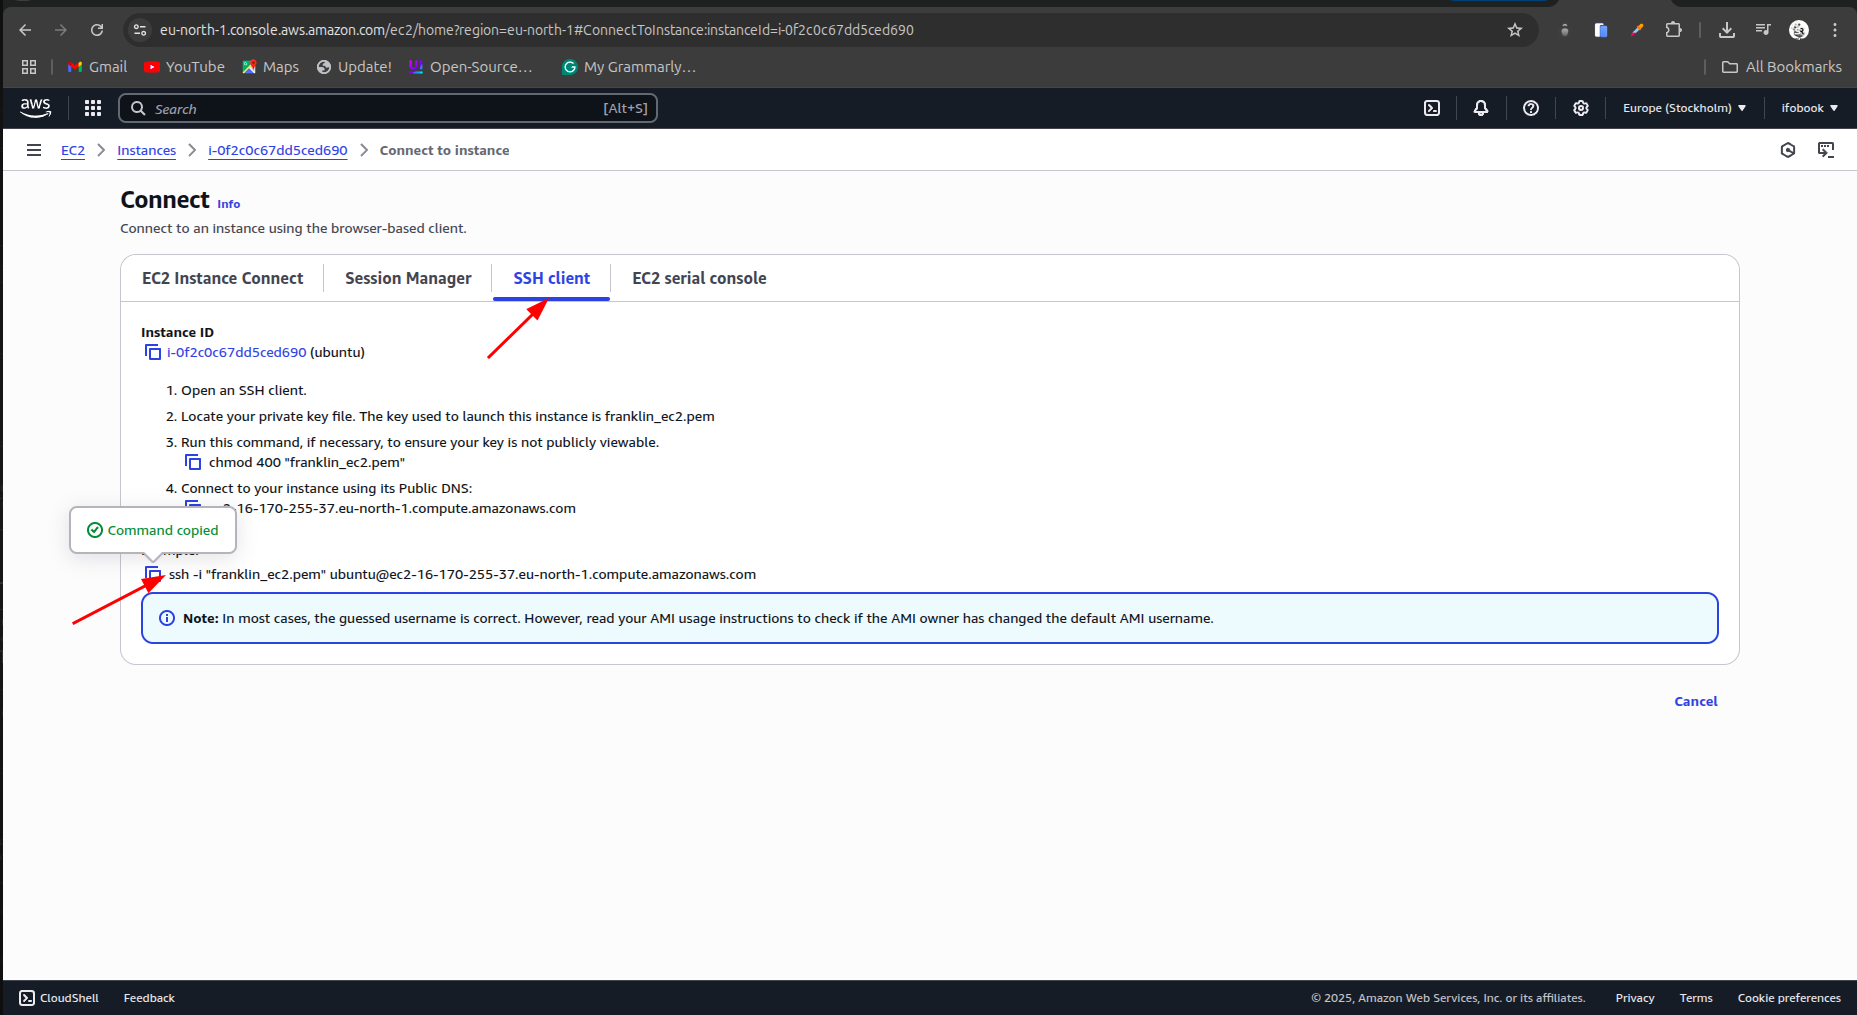 eu-north-1.console.aws.amazon.com/ec2/home?region=eu-north-1#ConnectToInstance:instanceId=i-0f2c0c67dd5ced690
Gmail YouTube Maps Update! Open-Source... My Grammarly... All Bookmarks
aws Search [Alt+S] Europe (Stockholm) ifobook
EC2 Instances i-0f2c0c67dd5ced690 Connect to instance
Connect Info
Connect to an instance using the browser-based client.
EC2 Instance Connect Session Manager SSH client EC2 serial console
Instance ID
i-0f2c0c67dd5ced690 (ubuntu)
1. Open an SSH client.
2. Locate your private key file. The key used to launch this instance is franklin_ec2.pem
3. Run this command, if necessary, to ensure your key is not publicly viewable.
chmod 400 "franklin_ec2.pem"
4. Connect to your instance using its Public DNS:
-16-170-255-37.eu-north-1.compute.amazonaws.com
Command copied
ssh -i "franklin_ec2.pem" ubuntu@ec2-16-170-255-37.eu-north-1.compute.amazonaws.com
Note: In most cases, the guessed username is correct. However, read your AMI usage instructions to check if the AMI owner has changed the default AMI username.
Cancel
CloudShell Feedback © 2025, Amazon Web Services, Inc. or its affiliates. Privacy Terms Cookie preferences